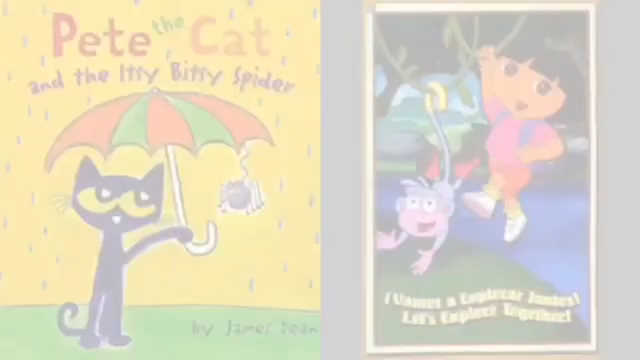 Pete the Cat
and the Itsy Bitsy Spider
by James Dean
¡Vamos a Explorar Juntos!
Let's Explore Together!